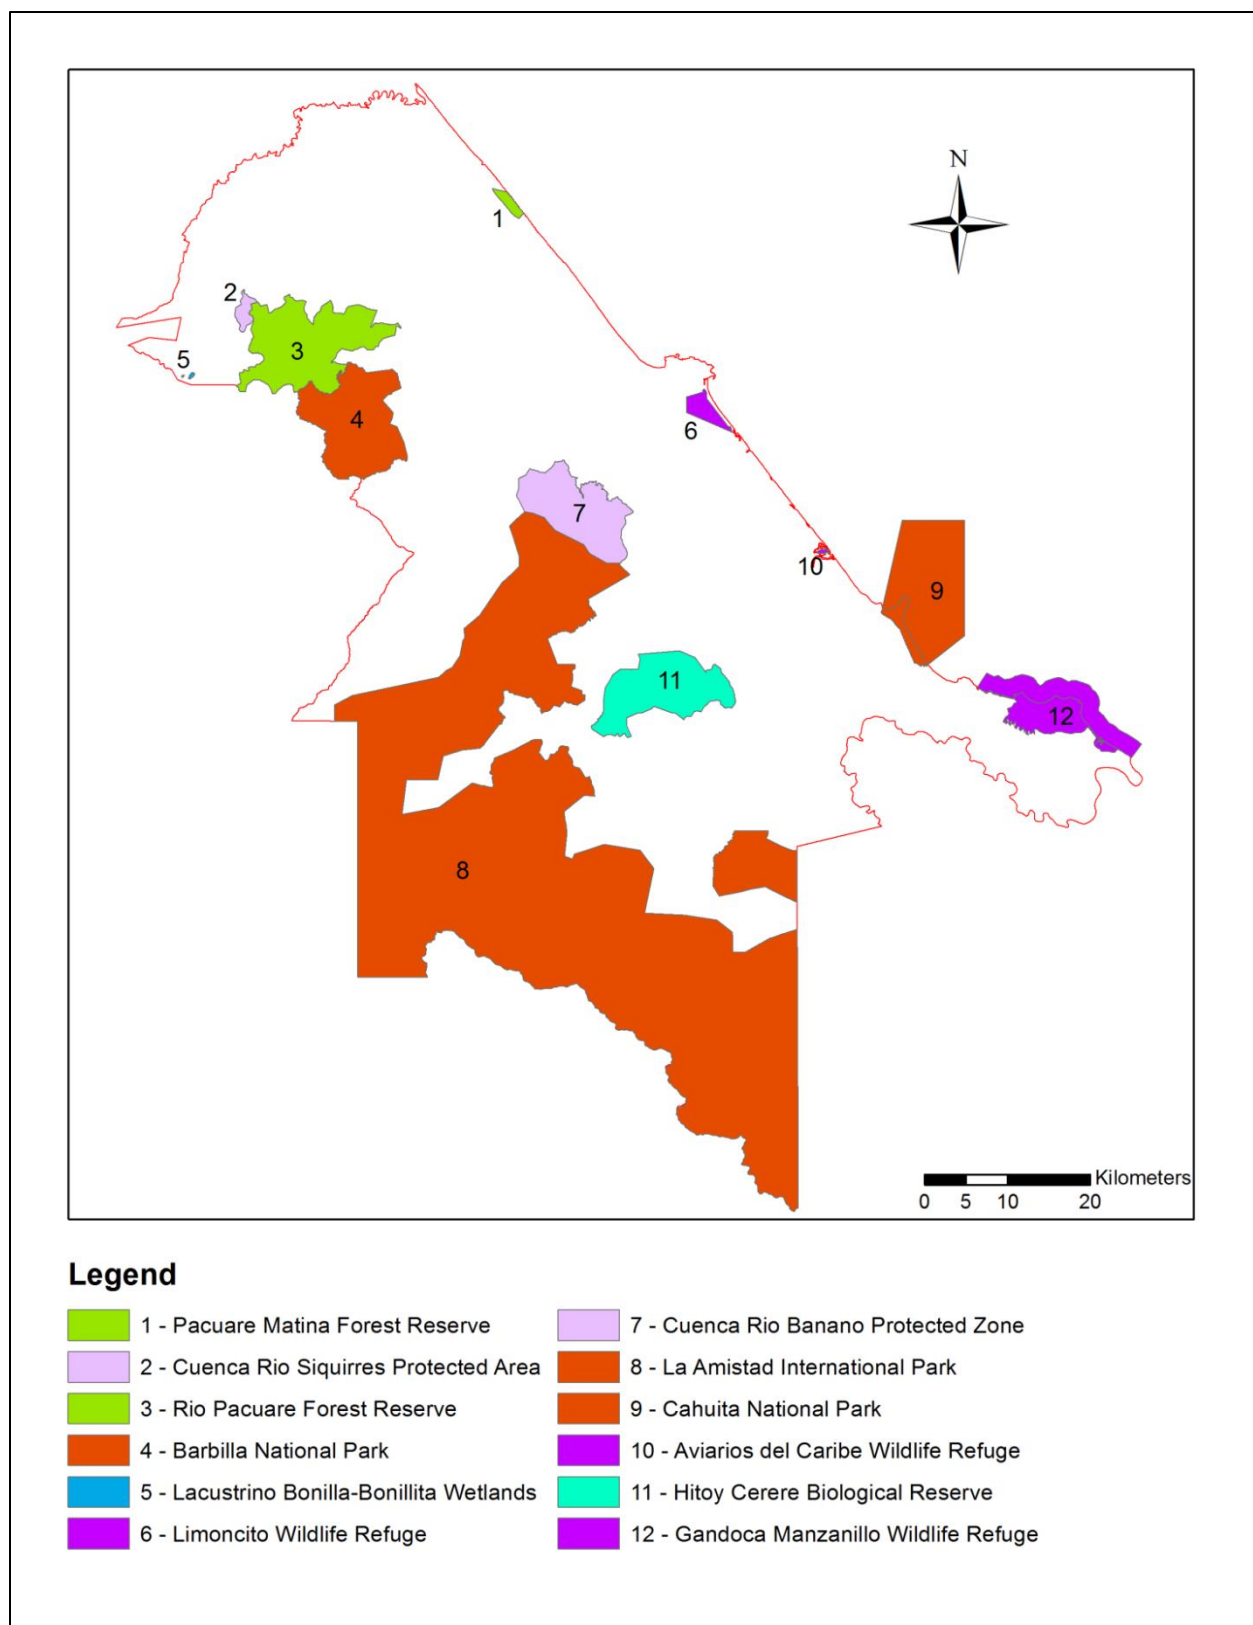 N
1
2
3
5
4
6
7
10
9
11
12
8
Kilometers
0 5 10 20
Legend
1 - Pacuare Matina Forest Reserve
2 - Cuenca Rio Siquirres Protected Area
3 - Rio Pacuare Forest Reserve
4 - Barbilla National Park
5 - Lacustrino Bonilla-Bonillita Wetlands
6 - Limoncito Wildlife Refuge
7 - Cuenca Rio Banano Protected Zone
8 - La Amistad International Park
9 - Cahuita National Park
10 - Aviarios del Caribe Wildlife Refuge
11 - Hitoy Cerere Biological Reserve
12 - Gandoca Manzanillo Wildlife Refuge